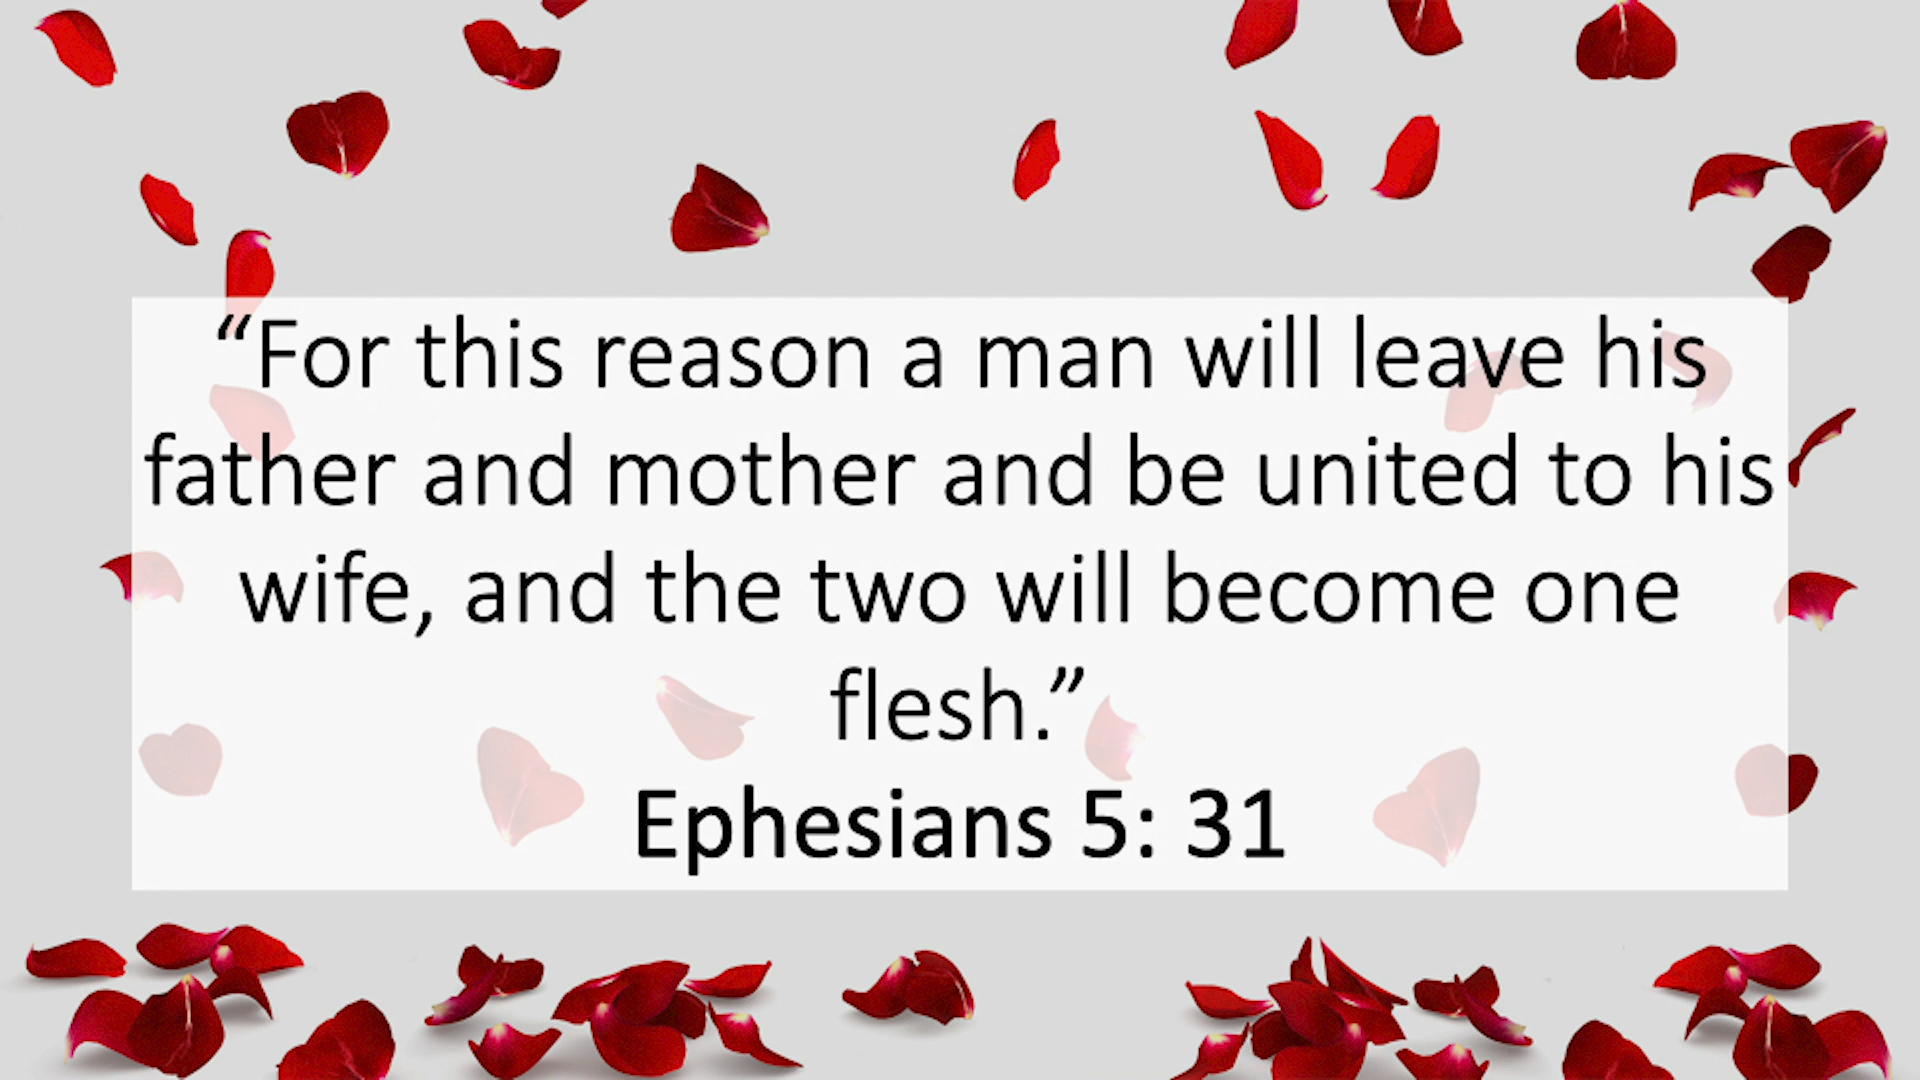 “For this reason a man will leave his
father and mother and be united to his
wife, and the two will become one
flesh.”
Ephesians 5: 31